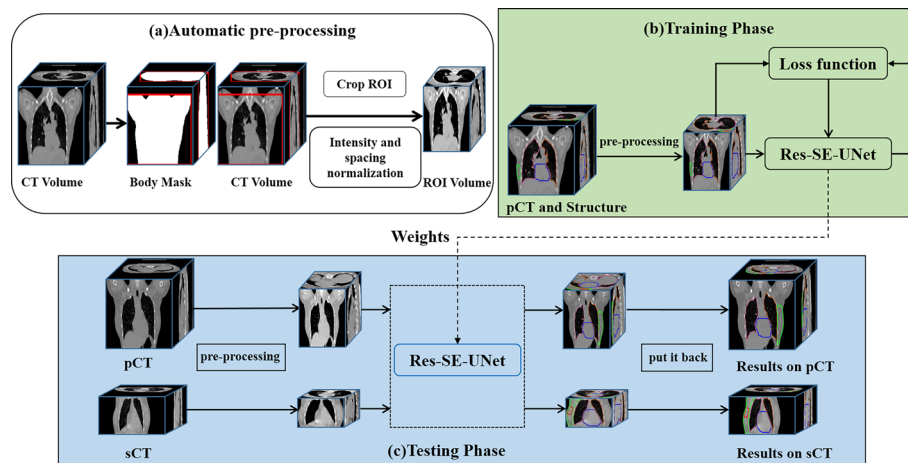 (a)Automatic pre-processing
Crop ROI
Intensity and
spacing
normalization
CT Volume
Body Mask
CT Volume
ROI Volume
(b)Training Phase
Loss function
pre-processing
Res-SE-UNet
pCT and Structure
Weights
pCT
pre-processing
Res-SE-UNet
put it back
Results on pCT
sCT
Results on sCT
(c)Testing Phase